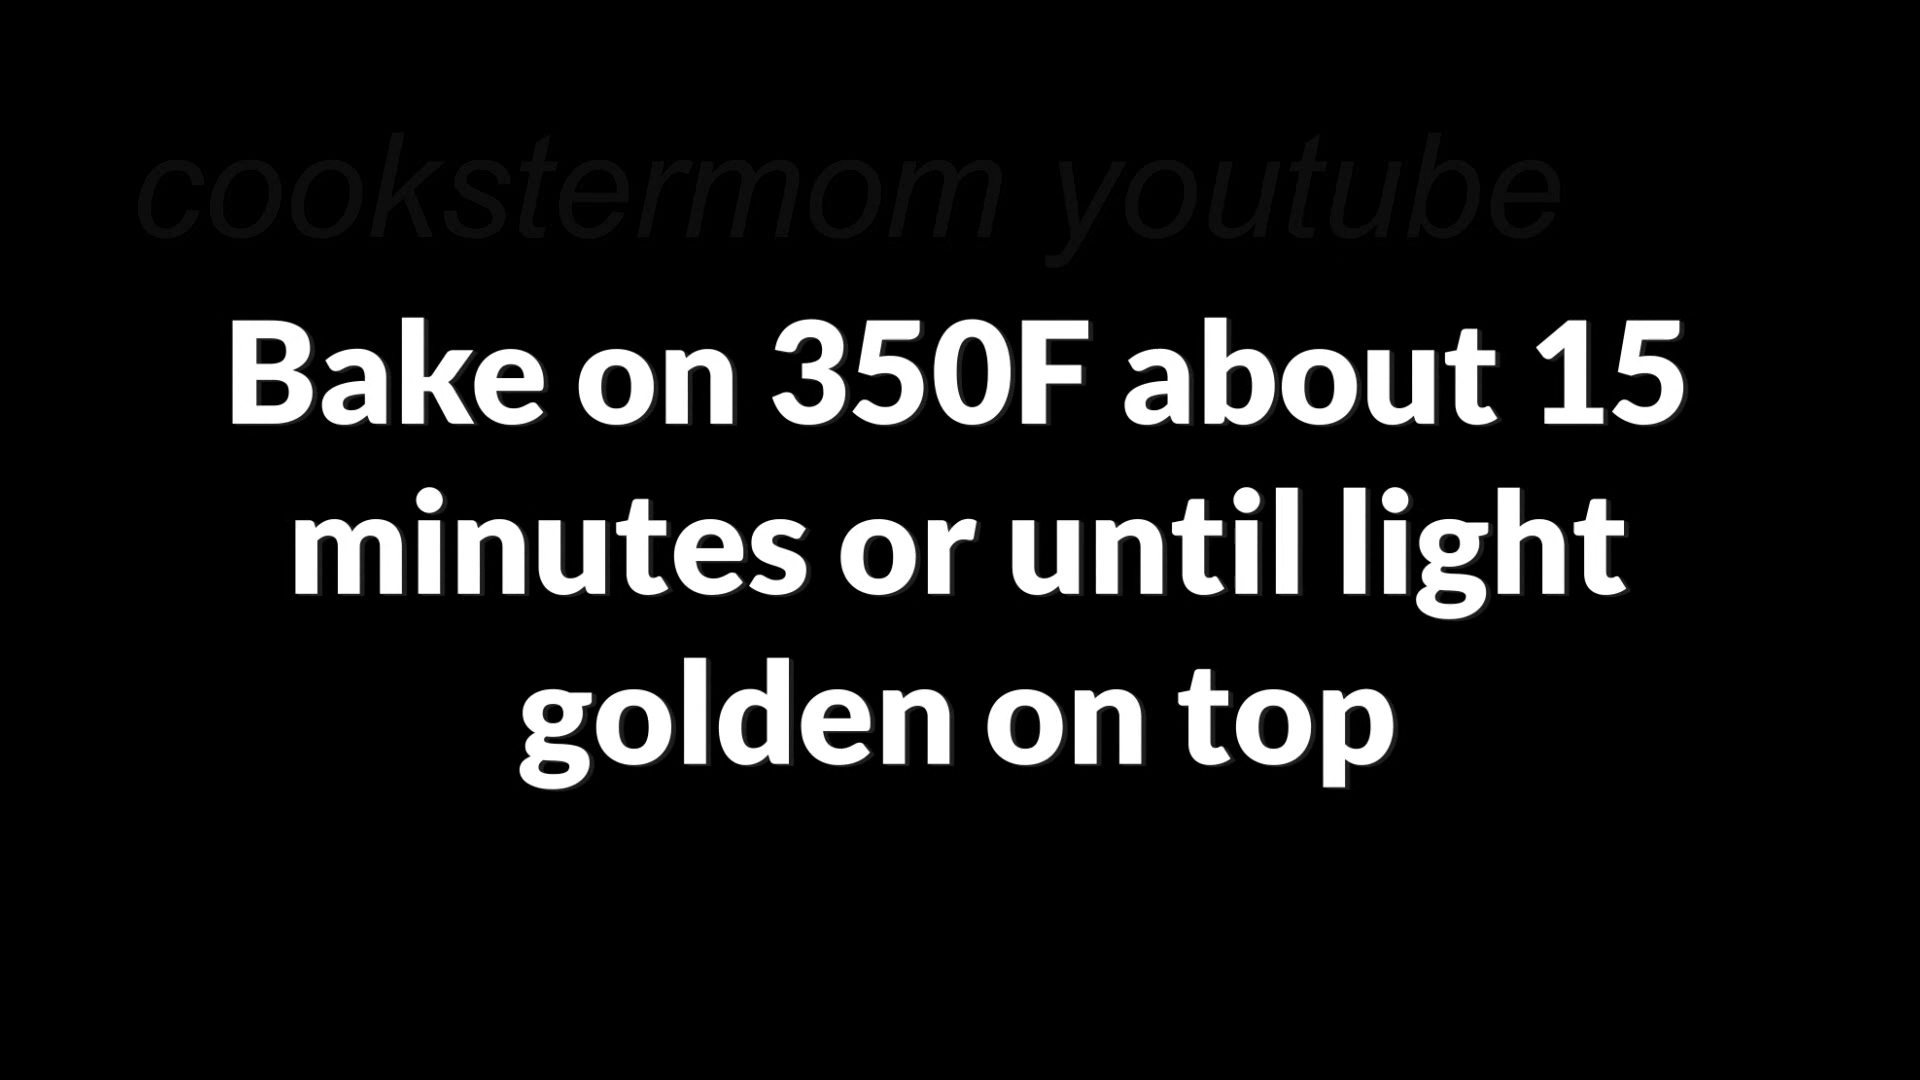 cookstermom youtube
Bake on 350F about 15
minutes or until light
golden on top